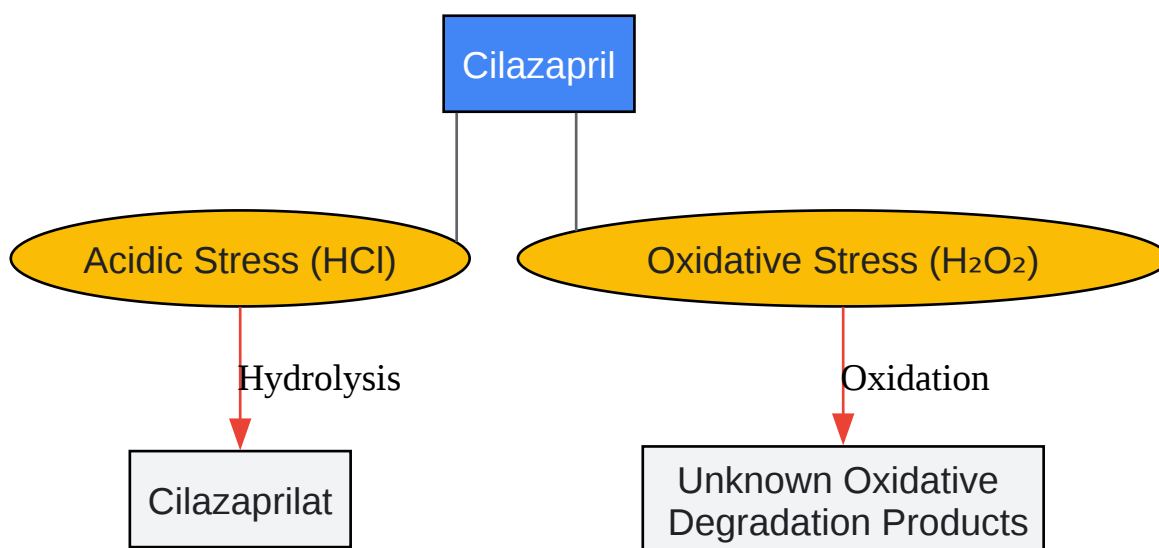 Cilazapril
Acidic Stress (HCl)
Oxidative Stress (H₂O₂)
Hydrolysis
Oxidation
Cilazaprilat
Unknown Oxidative
Degradation Products